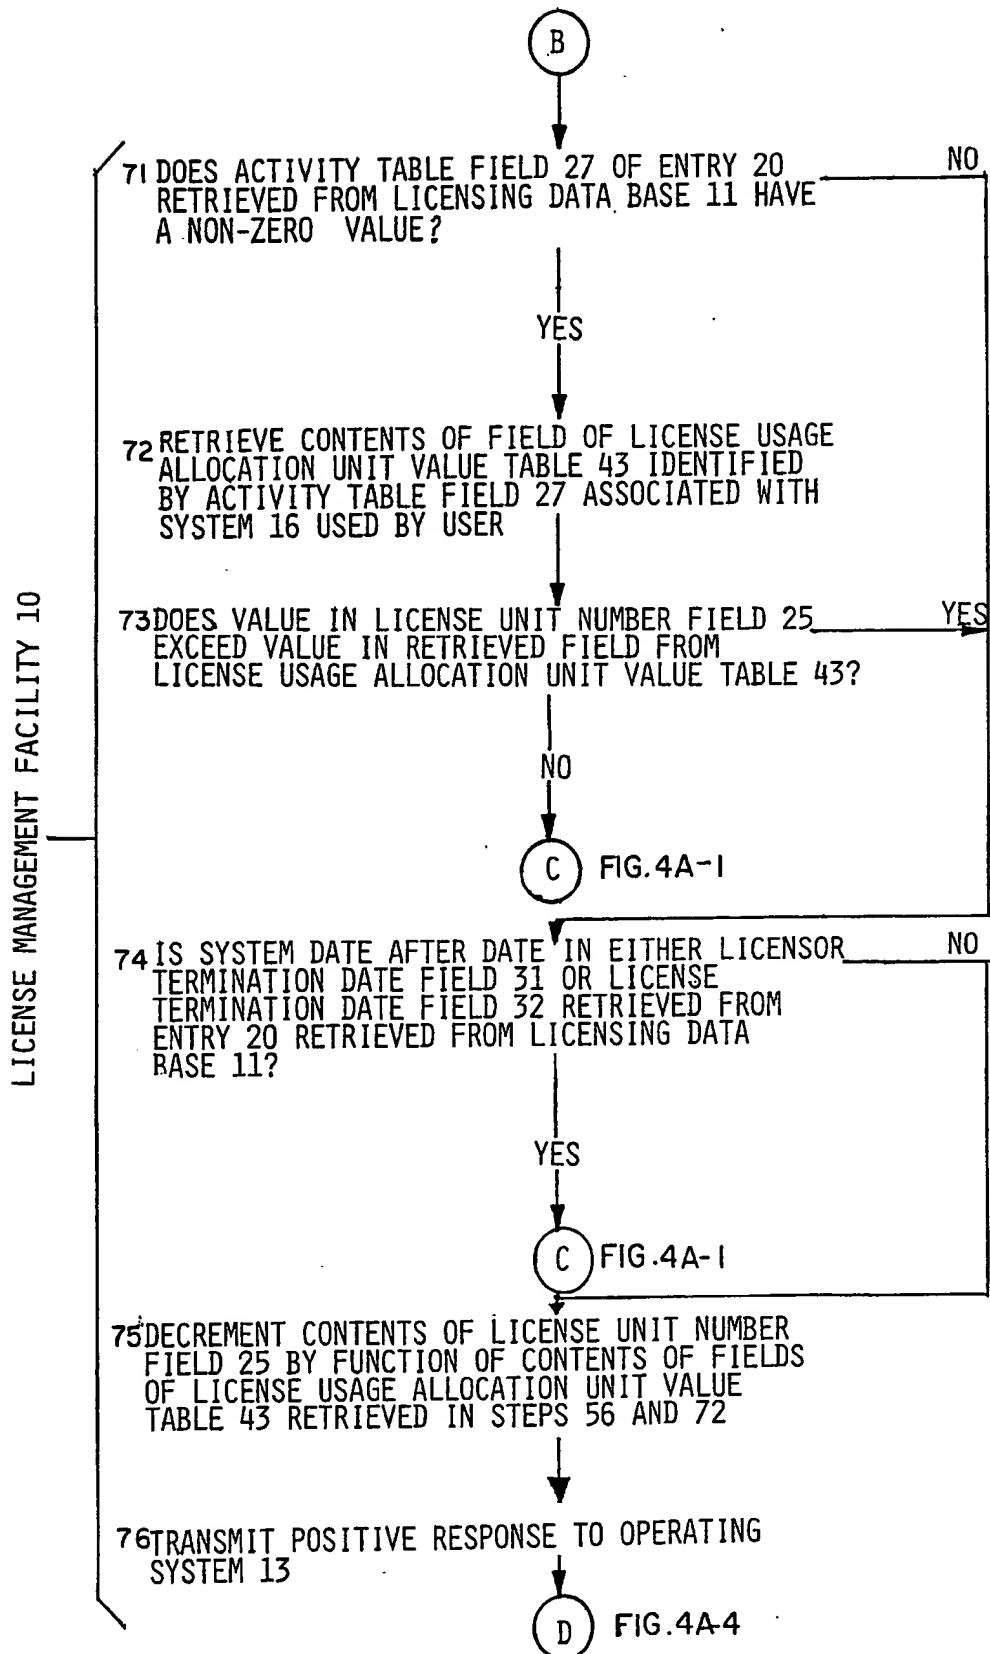 B
71 DOES ACTIVITY TABLE FIELD 27 OF ENTRY 20
RETRIEVED FROM LICENSING DATA BASE 11 HAVE
A NON-ZERO VALUE?
NO
YES
72 RETRIEVE CONTENTS OF FIELD OF LICENSE USAGE
ALLOCATION UNIT VALUE TABLE 43 IDENTIFIED
BY ACTIVITY TABLE FIELD 27 ASSOCIATED WITH
SYSTEM 16 USED BY USER
73 DOES VALUE IN LICENSE UNIT NUMBER FIELD 25
EXCEED VALUE IN RETRIEVED FIELD FROM
LICENSE USAGE ALLOCATION UNIT VALUE TABLE 43?
YES
NO
C FIG. 4A-1
LICENSE MANAGEMENT FACILITY 10
74 IS SYSTEM DATE AFTER DATE IN EITHER LICENSOR
TERMINATION DATE FIELD 31 OR LICENSE
TERMINATION DATE FIELD 32 RETRIEVED FROM
ENTRY 20 RETRIEVED FROM LICENSING DATA
BASE 11?
NO
YES
C FIG. 4A-1
75 DECREMENT CONTENTS OF LICENSE UNIT NUMBER
FIELD 25 BY FUNCTION OF CONTENTS OF FIELDS
OF LICENSE USAGE ALLOCATION UNIT VALUE
TABLE 43 RETRIEVED IN STEPS 56 AND 72
76 TRANSMIT POSITIVE RESPONSE TO OPERATING
SYSTEM 13
D FIG. 4A-4